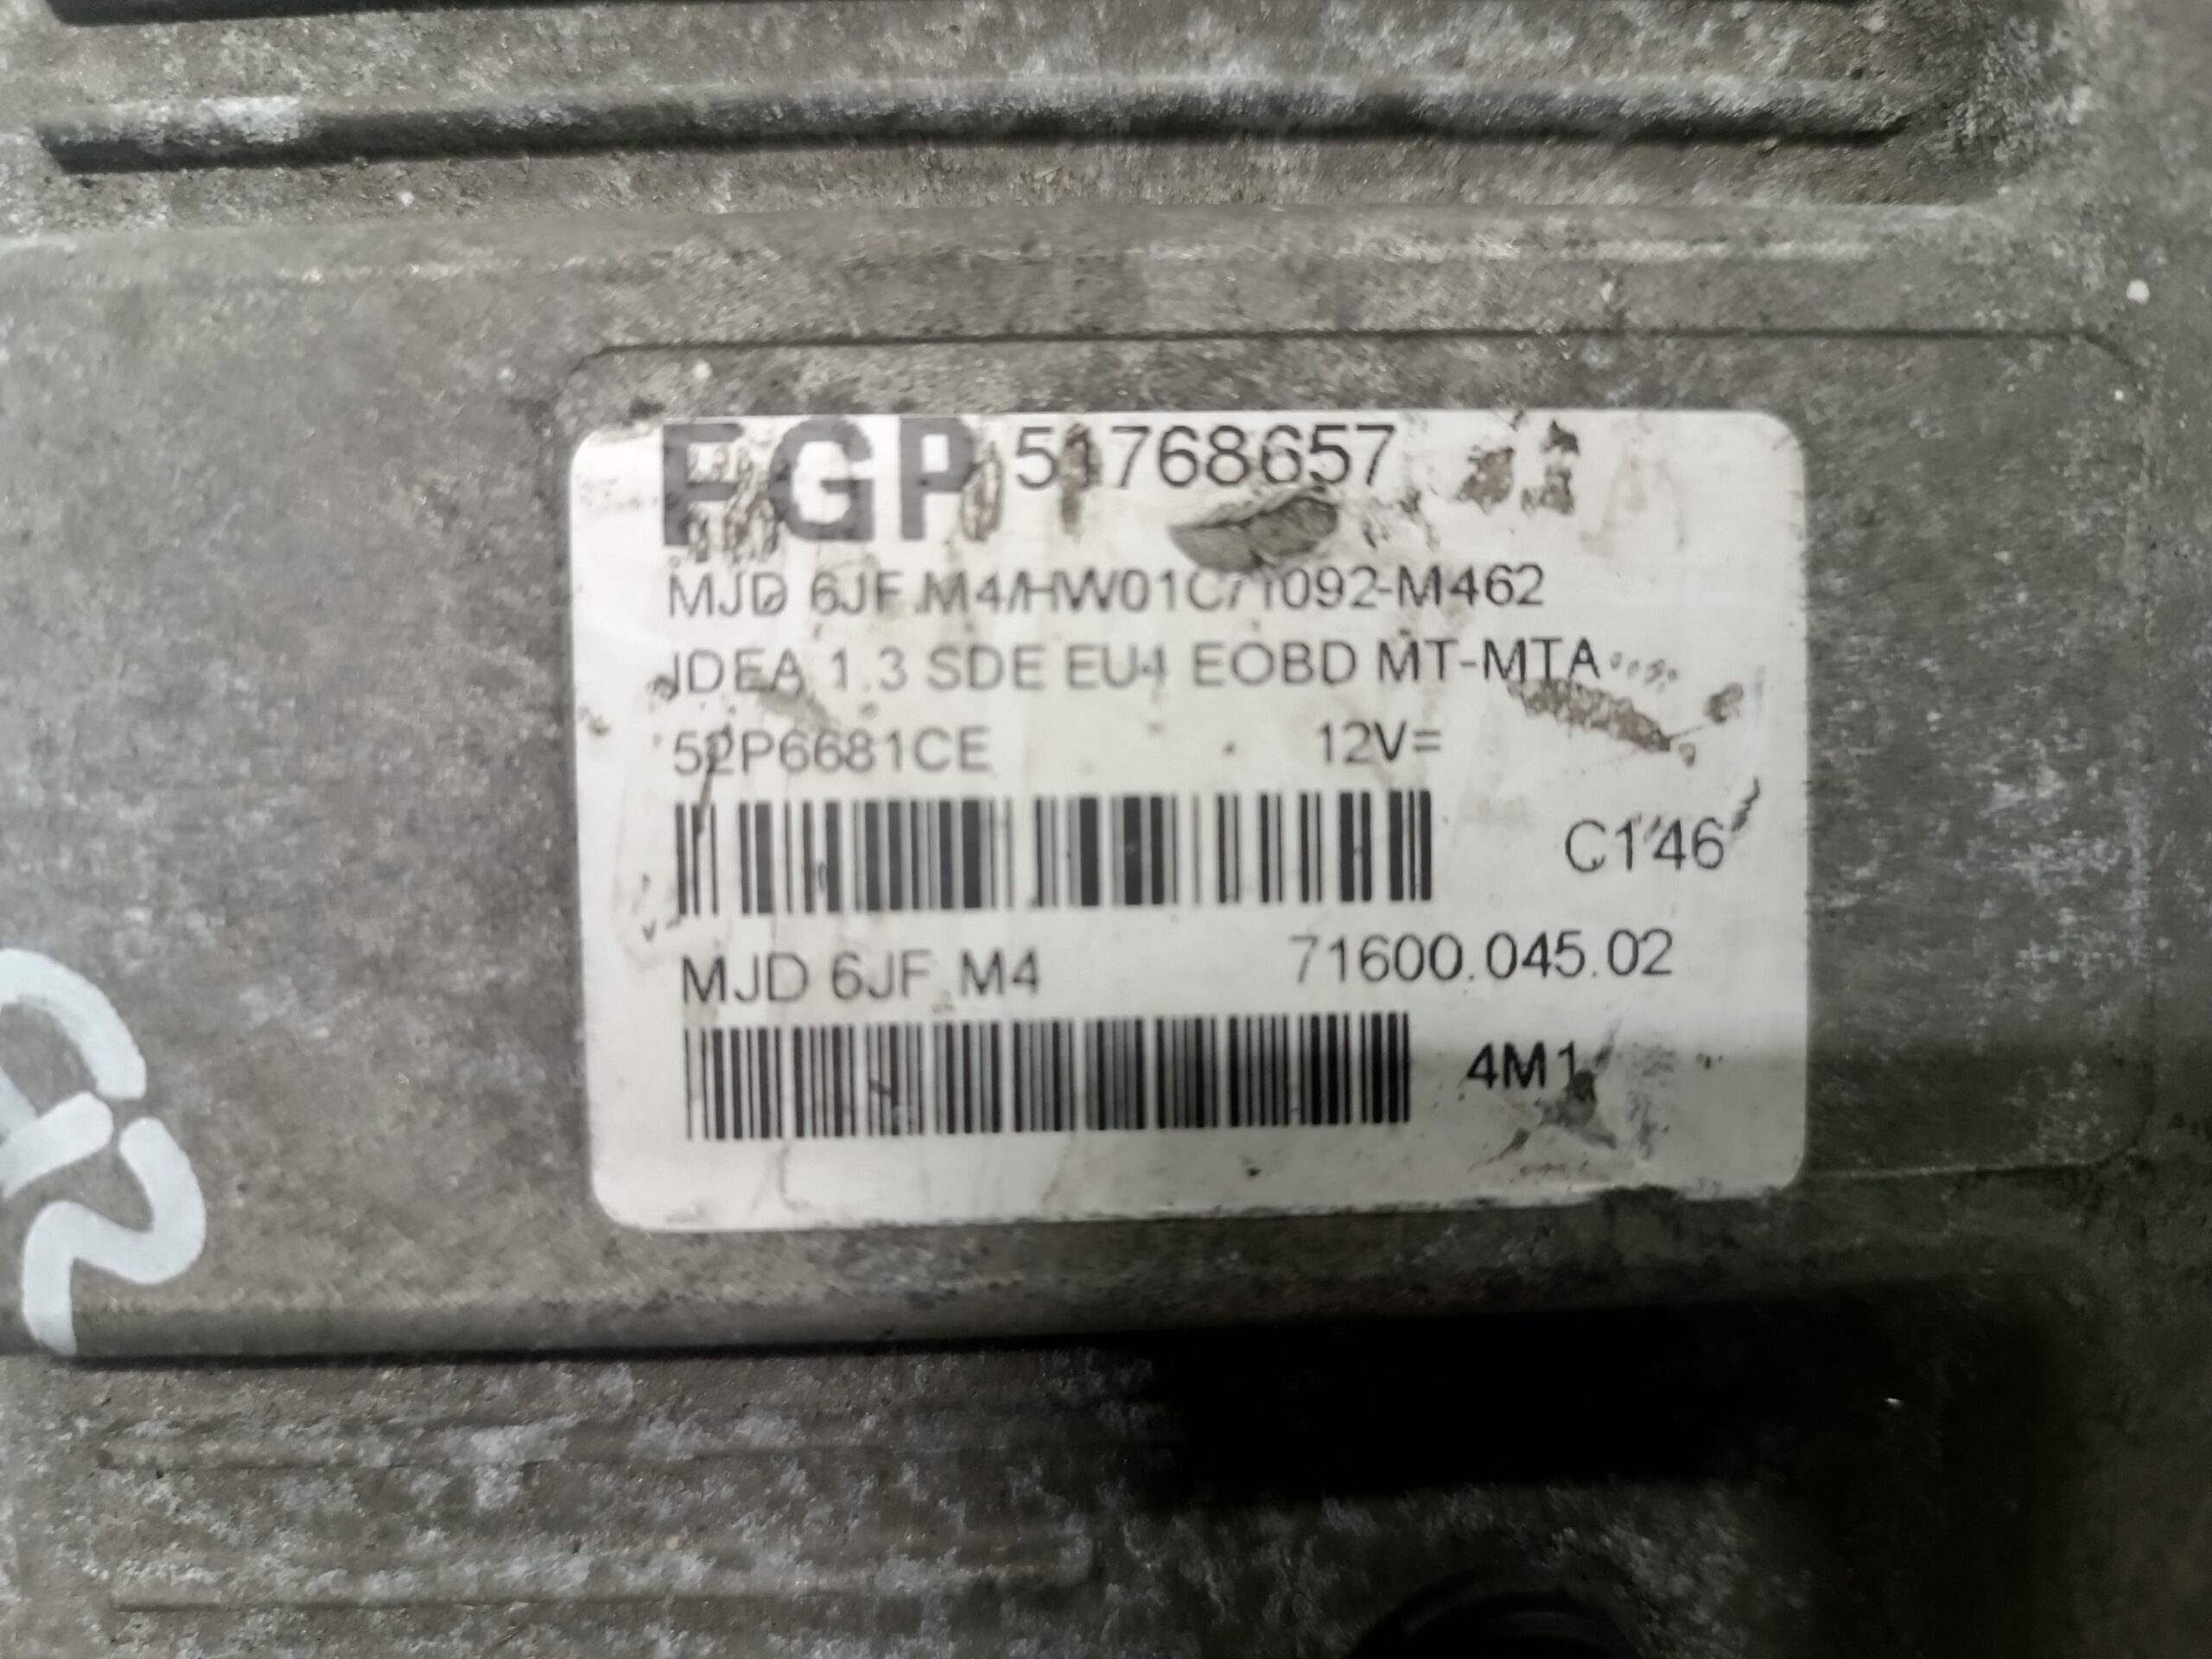 FGP 51768657
MJD 6JF.M4/HW01C/1092-M462
IDEA 1.3 SDE EU4 EOBD MT-MTA
52P6681CE 12V=
C146
MJD 6JF.M4 71600.045.02
4M1